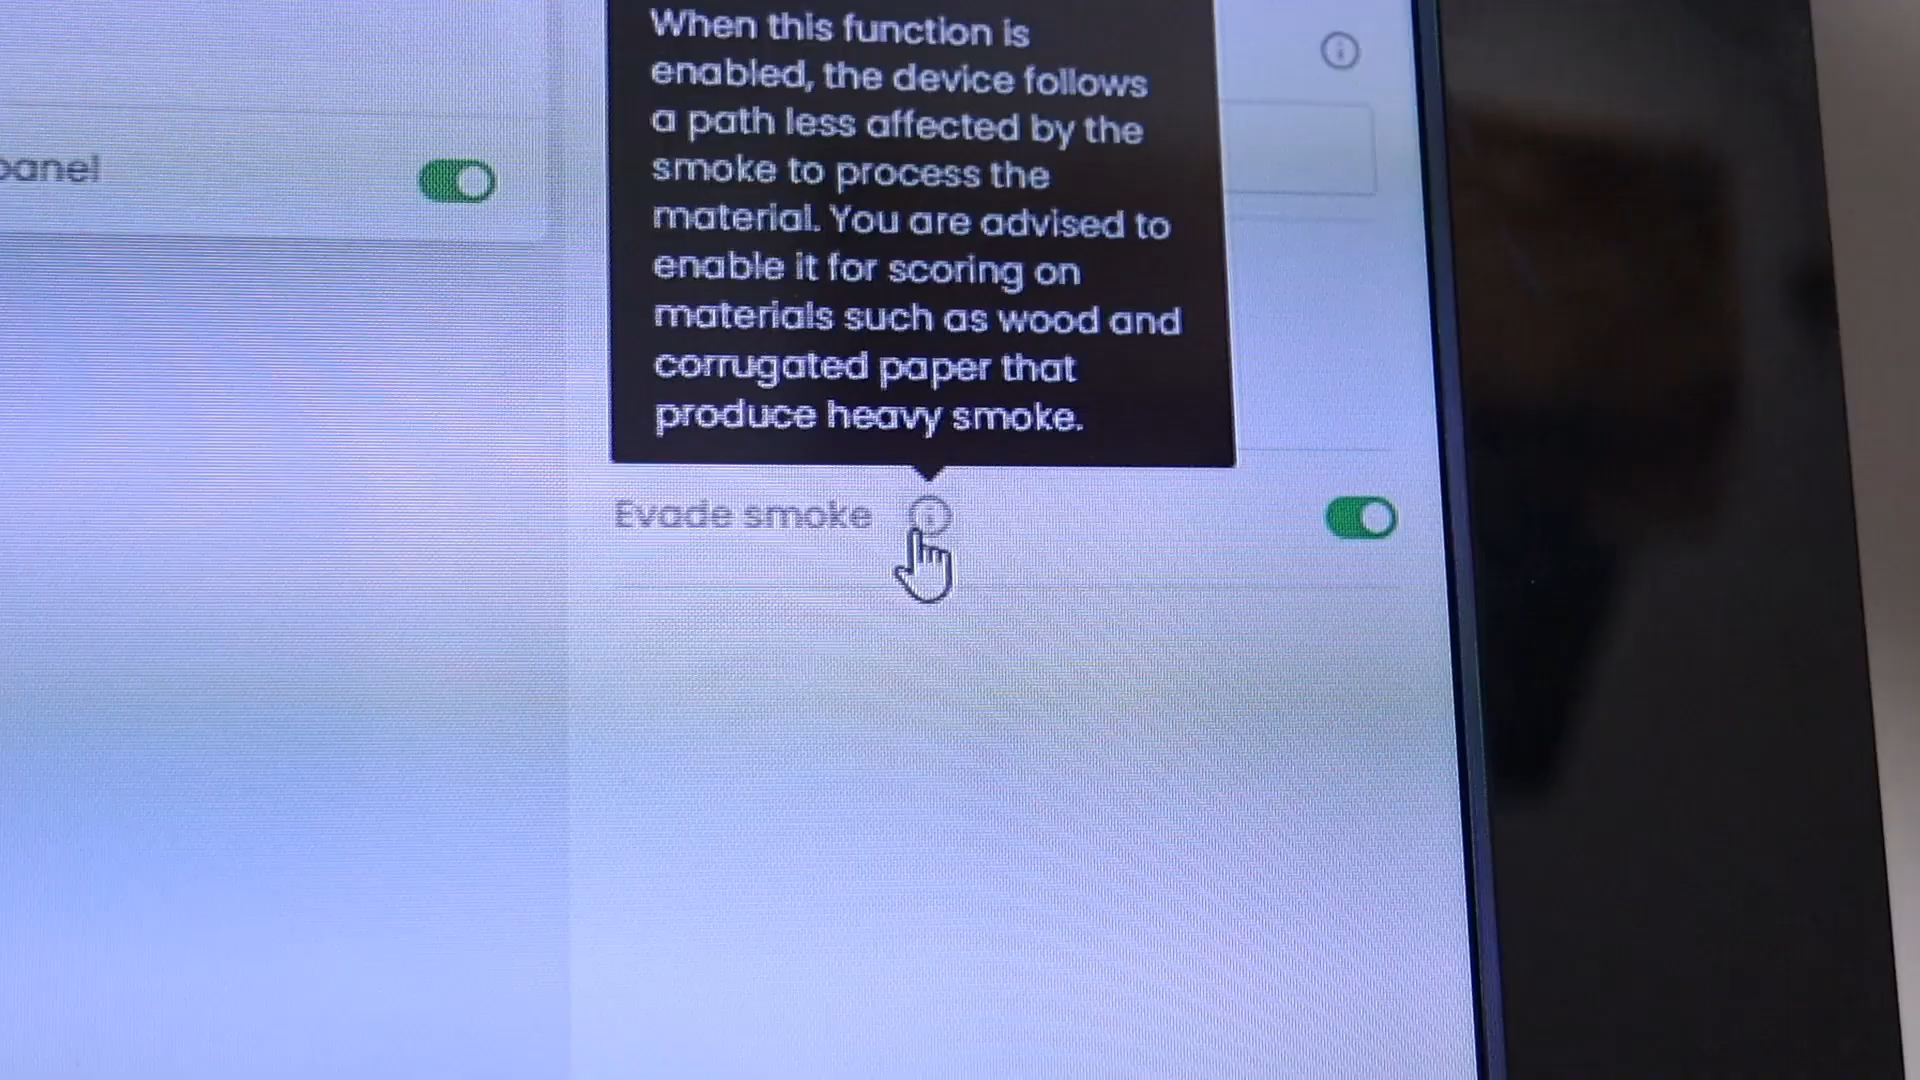 When this function is
enabled, the device follows
a path less affected by the
smoke to process the
material. You are advised to
enable it for scoring on
materials such as wood and
corrugated paper that
produce heavy smoke.
panel
Evade smoke